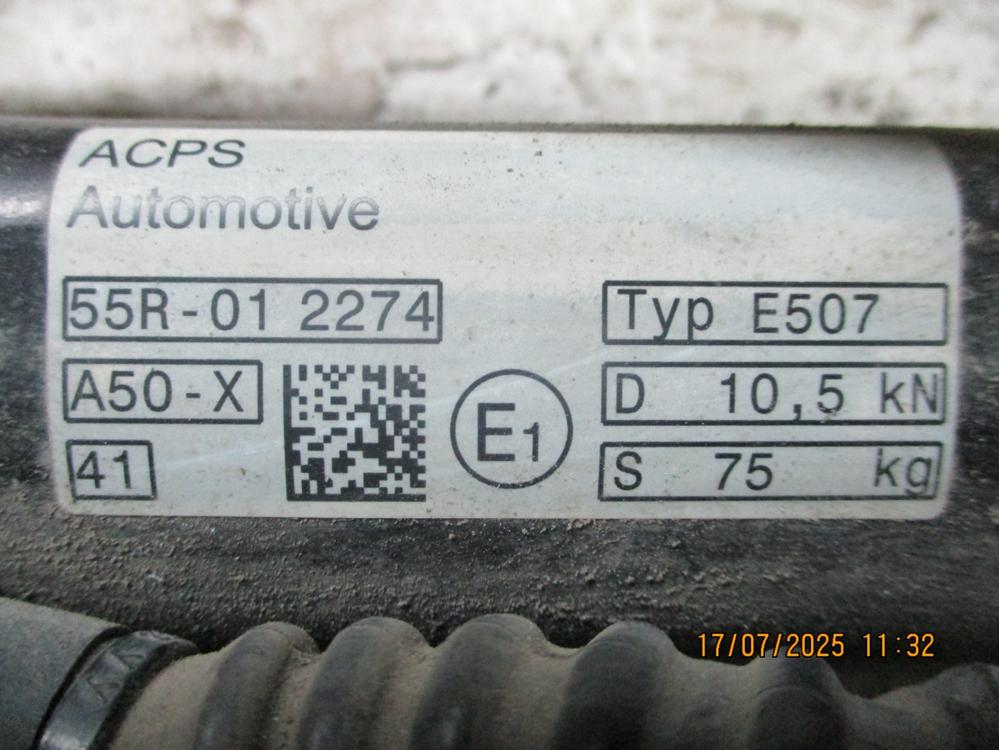 ACPS
Automotive
55R-01 2274
Typ E507
A50-X
E1
D 10,5 kN
41
S 75 kg
17/07/2025 11:32